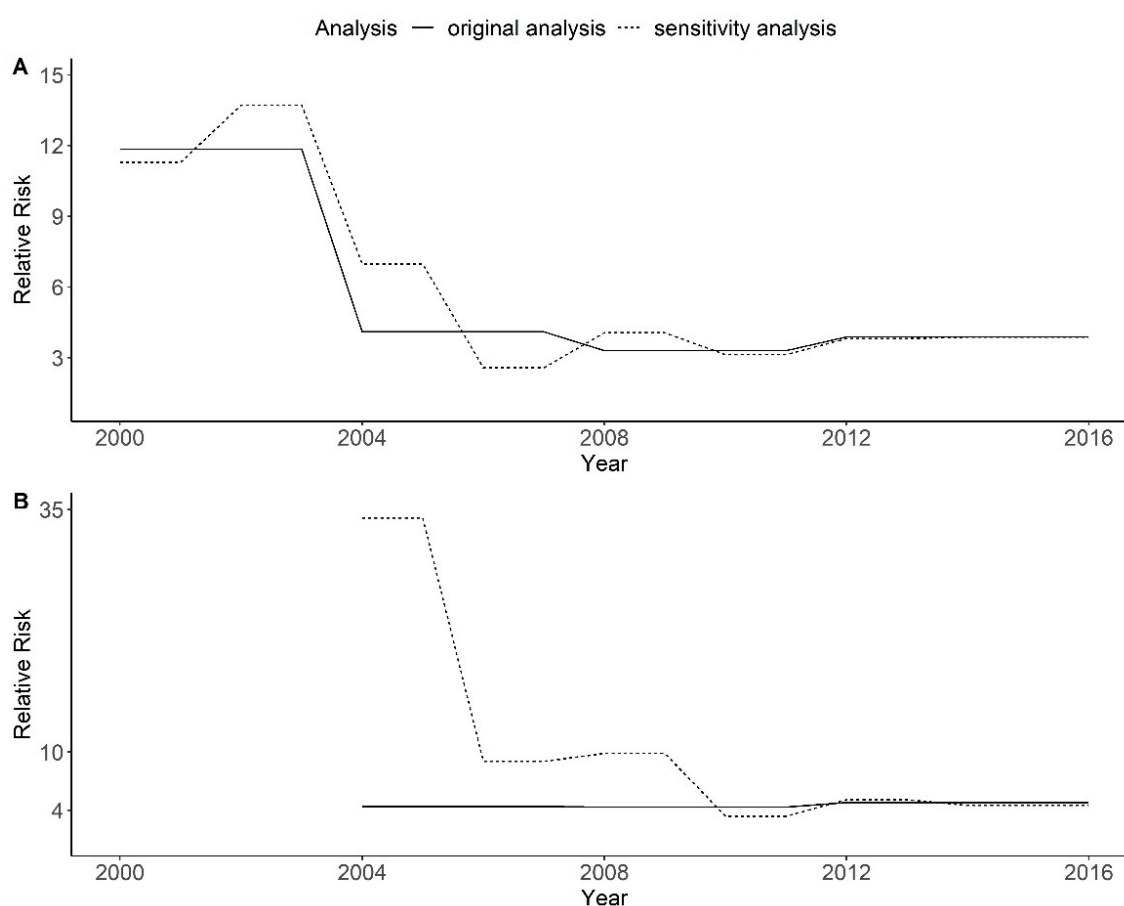 Analysis — original analysis ---- sensitivity analysis
A
15
12
9
6
3
Relative Risk
2000 2004 2008 2012 2016
Year
B
35
10
4
Relative Risk
2000 2004 2008 2012 2016
Year